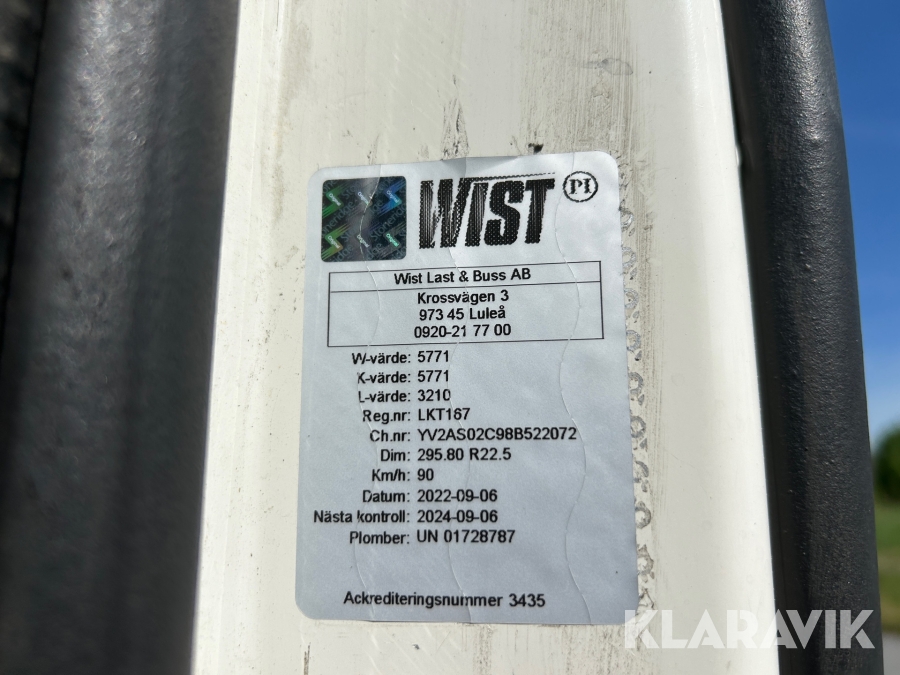 WIST PI
Wist Last & Buss AB
Krossvägen 3
973 45 Luleå
0920-21 77 00
W-värde: 5771
K-värde: 5771
L-värde: 3210
Reg.nr: LKT167
Ch.nr: YV2AS02C98B522072
Dim: 295.80 R22.5
Km/h: 90
Datum: 2022-09-06
Nästa kontroll: 2024-09-06
Plomber: UN 01728787
Ackrediteringsnummer 3435
KLARAVIK